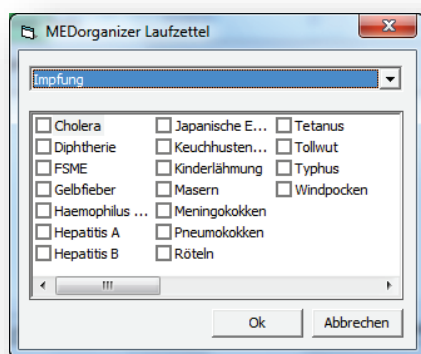 MEDorganizer Laufzettel
Impfung
Cholera
Diphtherie
FSME
Gelbfieber
Haemophilus ...
Hepatitis A
Hepatitis B
Japanische E...
Keuchhusten...
Kinderlähmung
Masern
Meningokokken
Pneumokokken
Röteln
Tetanus
Tollwut
Typhus
Windpocken
Ok
Abbrechen